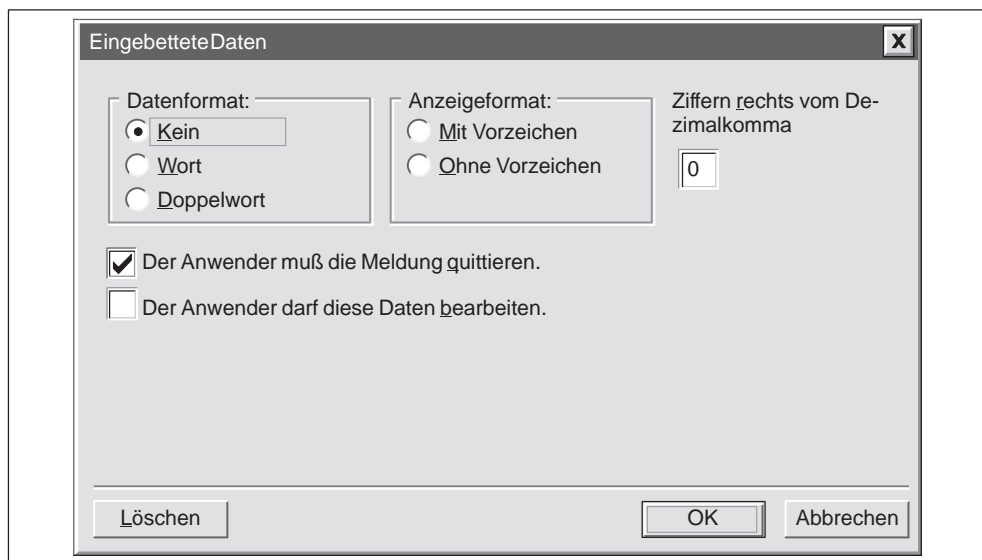 EingebetteteDaten X
Datenformat:
Kein
Wort
Doppelwort
Anzeigeformat:
Mit Vorzeichen
Ohne Vorzeichen
Ziffern rechts vom De-
zimalkomma
0
Der Anwender muß die Meldung quittieren.
Der Anwender darf diese Daten bearbeiten.
Löschen
OK
Abbrechen